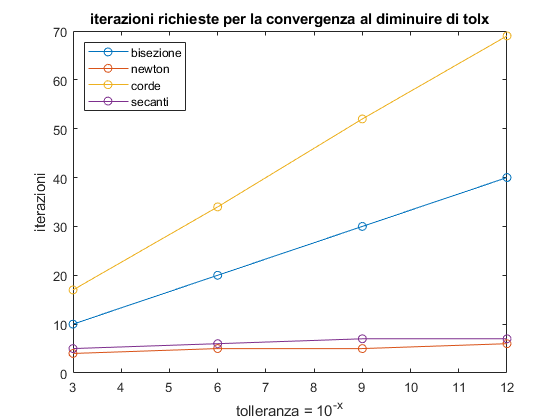 iterazioni richieste per la convergenza al diminuire di tolx
70
60
50
40
30
20
10
0
iterazioni
bisezione
newton
corde
secanti
3 4 5 6 7 8 9 10 11 12
tolleranza = 10^-x